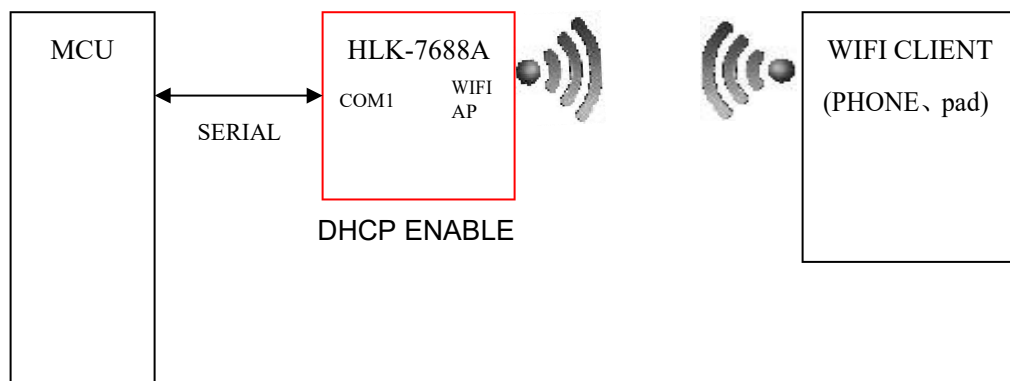 MCU
SERIAL
HLK-7688A
COM1
WIFI
AP
DHCP ENABLE
WIFI CLIENT
(PHONE、pad)